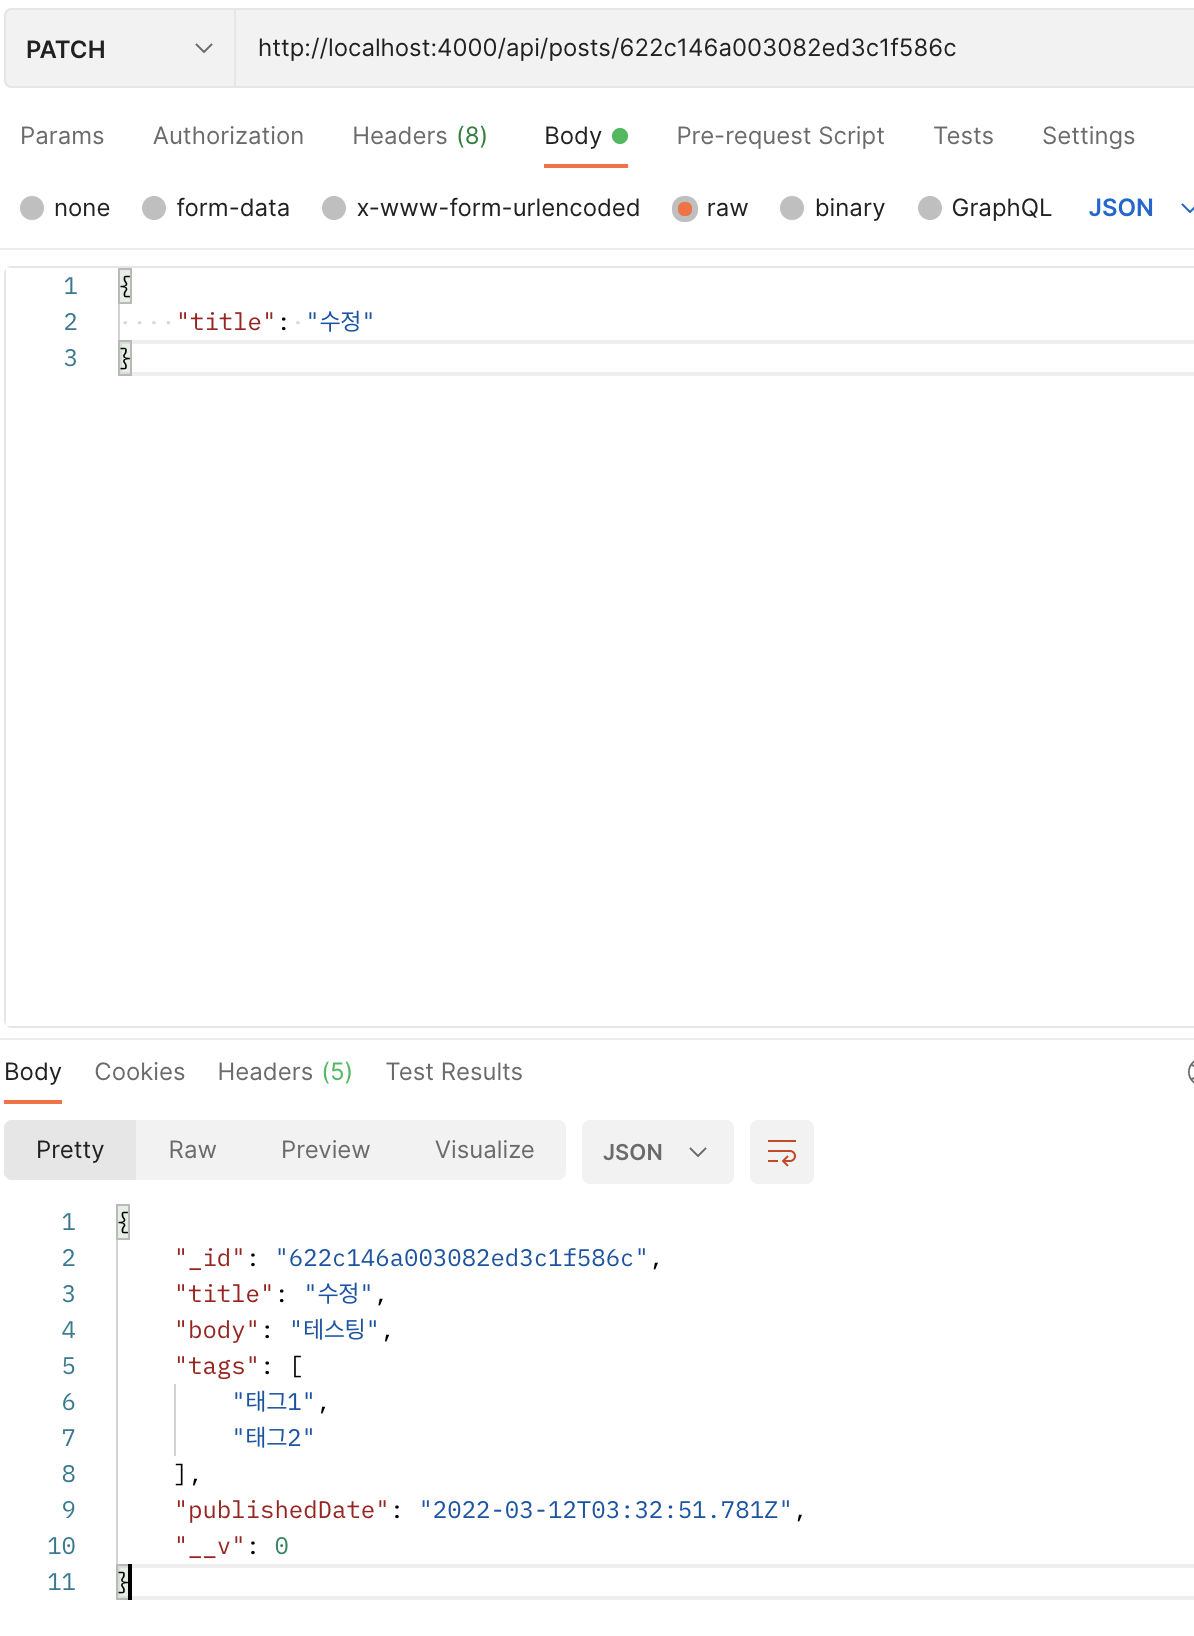 PATCH http://localhost:4000/api/posts/622c146a003082ed3c1f586c
Params Authorization Headers (8) Body Pre-request Script Tests Settings
none form-data x-www-form-urlencoded raw binary GraphQL JSON
1 {
2 "title": "수정"
3 }
Body Cookies Headers (5) Test Results
Pretty Raw Preview Visualize JSON
1 {
2 "_id": "622c146a003082ed3c1f586c",
3 "title": "수정",
4 "body": "테스팅",
5 "tags": [
6 "태그1",
7 "태그2"
8 ],
9 "publishedDate": "2022-03-12T03:32:51.781Z",
10 "__v": 0
11 }